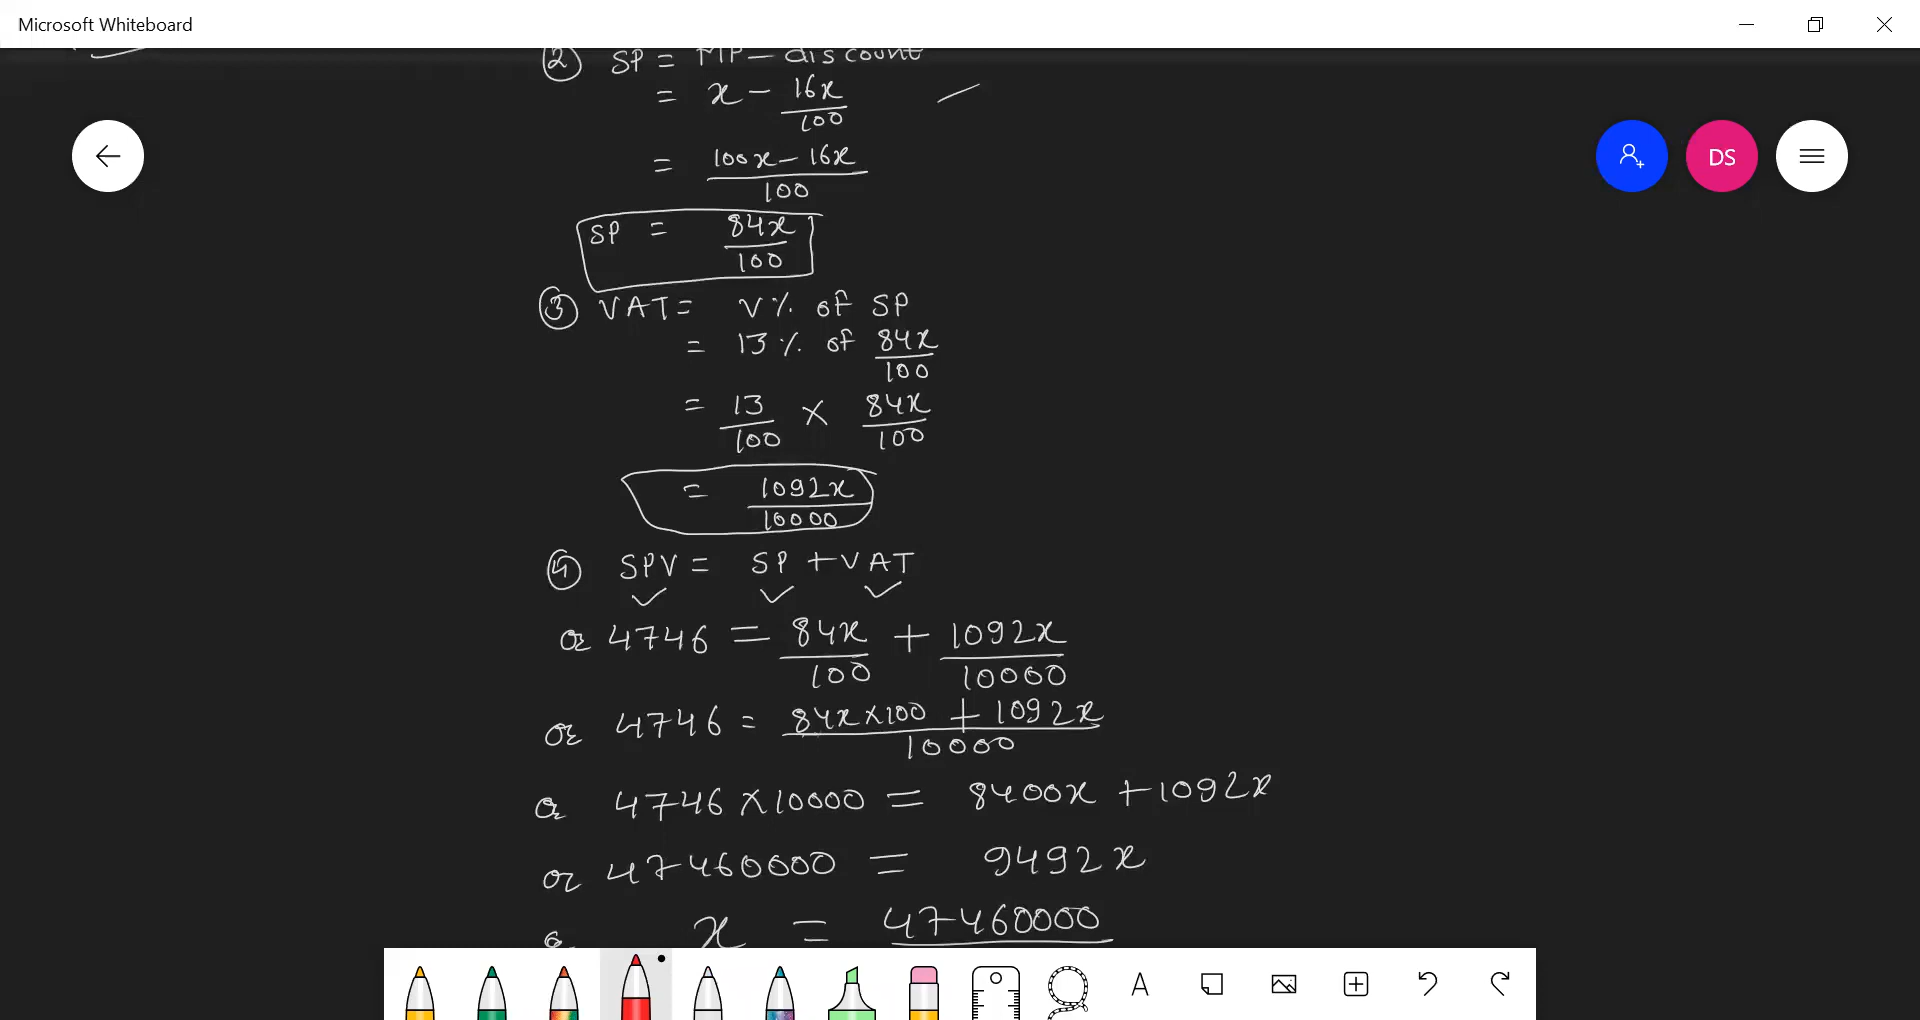 Microsoft Whiteboard
② SP = MP - discount
= x - 16x/100
= 100x - 16x/100
SP = 84x/100
DS
③ VAT = V% of SP
= 13% of 84x/100
= 13/100 × 84x/100
= 1092x/10000
④ SPV = SP + VAT
or 4746 = 84x/100 + 1092x/10000
or 4746 = 84x×100 + 1092x/10000
or 4746 × 10000 = 8400x + 1092x
or 47460000 = 9492x
x = 47460000
A